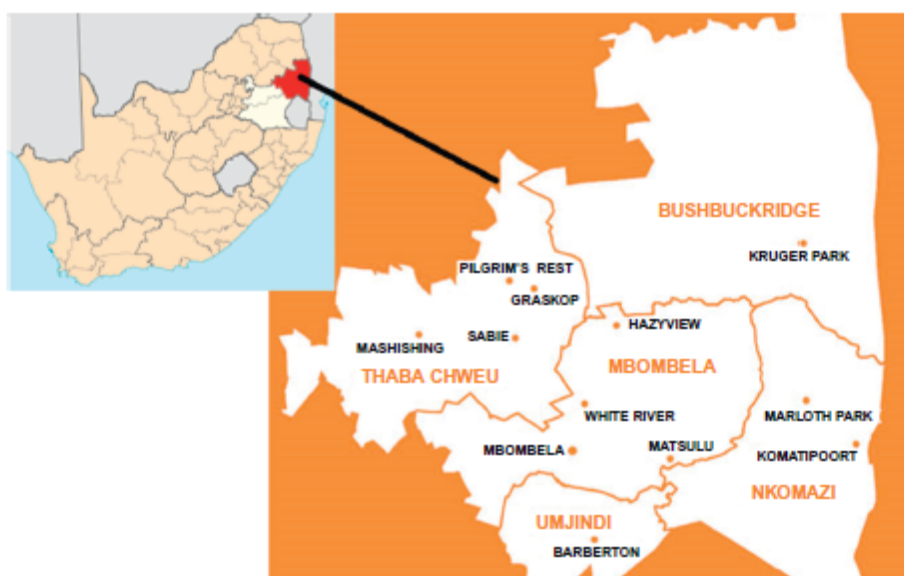 BUSHBUCKRIDGE
KRUGER PARK
PILGRIM'S REST
GRASKOP
HAZYVIEW
SABIE
MASHISHING
THABA CHWEU
MBOMBELA
WHITE RIVER
MARLOTH PARK
MBOMBELA
MATSULU
KOMATIPOORT
NKOMAZI
UMJINDI
BARBERTON